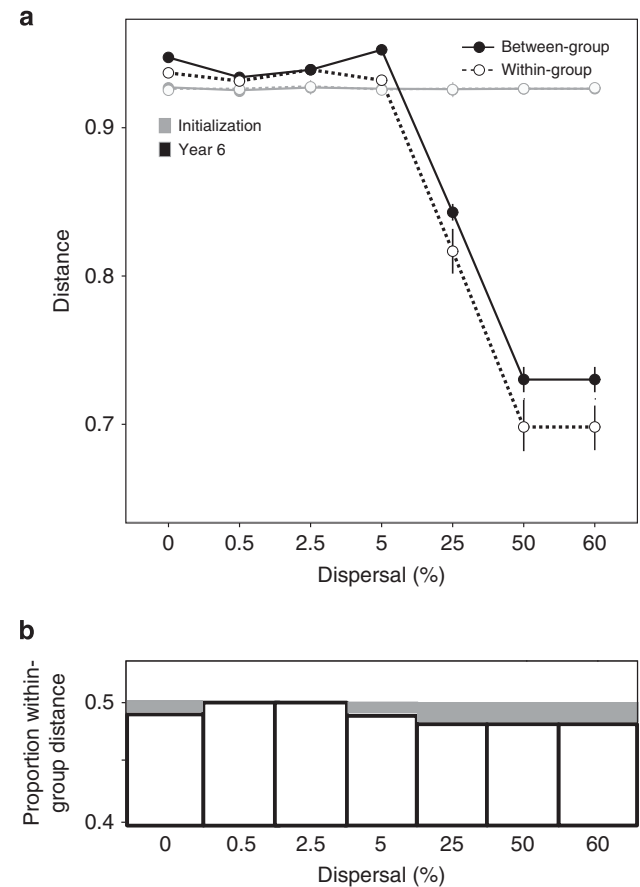 a
Between-group
Within-group
Initialization
Year 6
0.9
0.8
0.7
Distance
0 0.5 2.5 5 25 50 60
Dispersal (%)
b
Proportion within-
group distance
0.5
0.4
0 0.5 2.5 5 25 50 60
Dispersal (%)